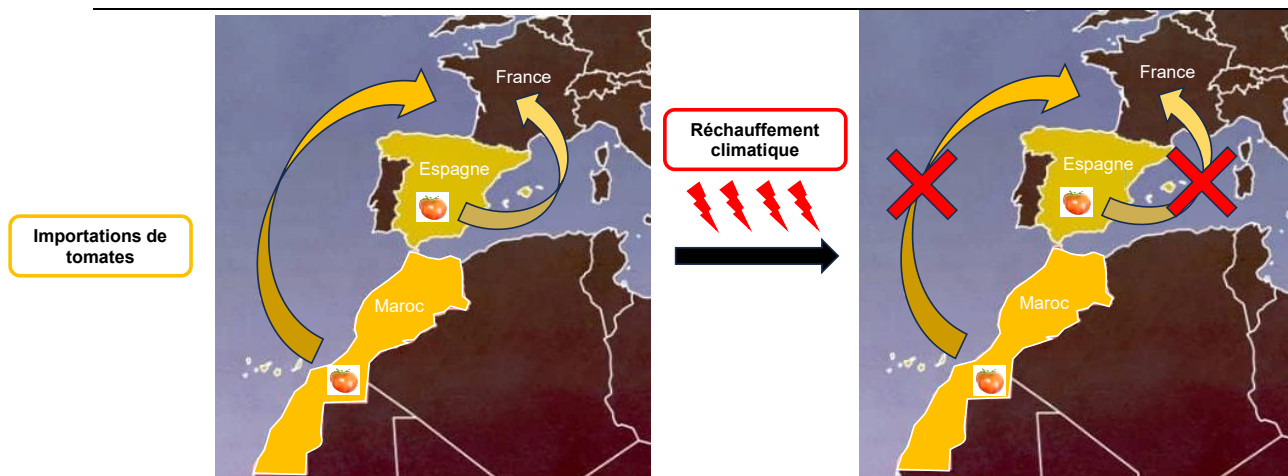 Importations de
tomates
France
Espagne
Maroc
Réchauffement
climatique
France
Espagne
Maroc